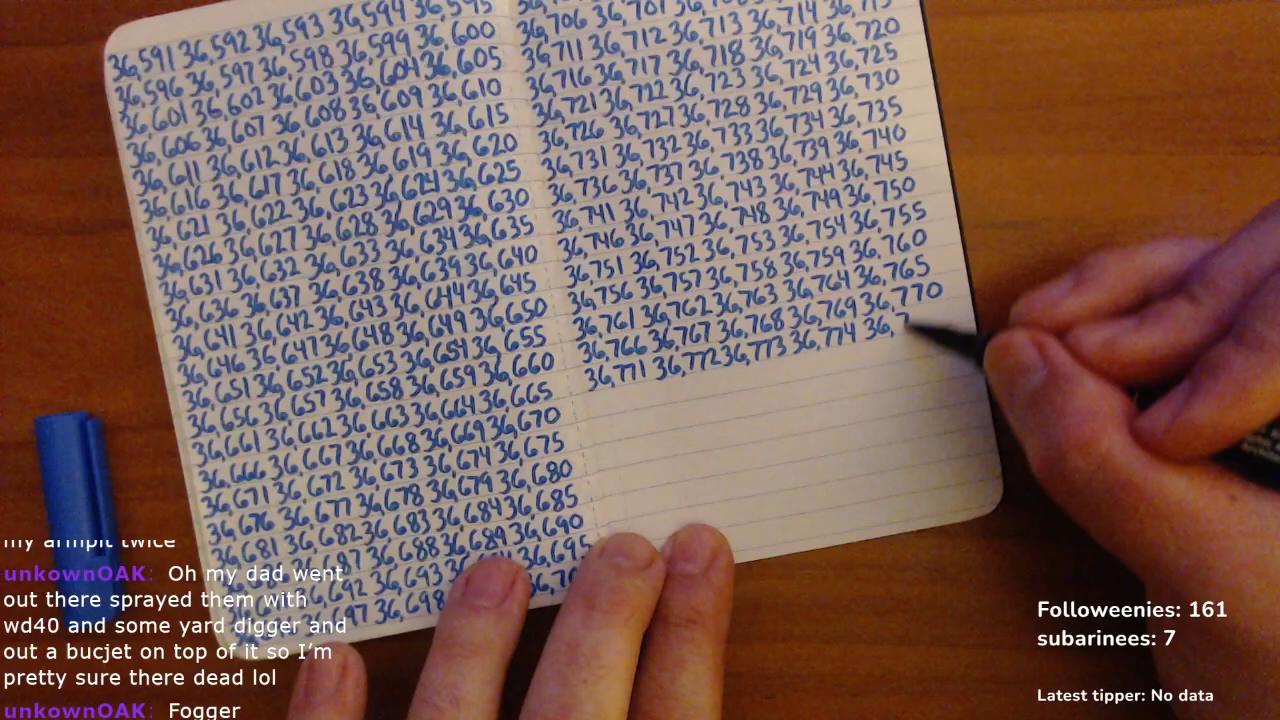 36,591 36,592 36,593 36,594 36,595
36,596 36,597 36,598 36,599 36,600
36,601 36,602 36,603 36,604 36,605
36,606 36,607 36,608 36,609 36,610
36,611 36,612 36,613 36,614 36,615
36,616 36,617 36,618 36,619 36,620
36,621 36,622 36,623 36,624 36,625
36,626 36,627 36,628 36,629 36,630
36,631 36,632 36,633 36,634 36,635
36,636 36,637 36,638 36,639 36,640
36,641 36,642 36,643 36,644 36,645
36,646 36,647 36,648 36,649 36,650
36,651 36,652 36,653 36,654 36,655
36,656 36,657 36,658 36,659 36,660
36,661 36,662 36,663 36,664 36,665
36,666 36,667 36,668 36,669 36,670
36,671 36,672 36,673 36,674 36,675
36,676 36,677 36,678 36,679 36,680
36,681 36,682 36,683 36,684 36,685
36,687 36,688 36,689 36,690
36,692 36,693 36,695
36,697 36,698
36,706 36,707
36,711 36,712 36,713 36,714 36,715
36,716 36,717 36,718 36,719 36,720
36,721 36,722 36,723 36,724 36,725
36,726 36,727 36,728 36,729 36,730
36,731 36,732 36,733 36,734 36,735
36,736 36,737 36,738 36,739 36,740
36,741 36,742 36,743 36,744 36,745
36,746 36,747 36,748 36,749 36,750
36,751 36,752 36,753 36,754 36,755
36,756 36,757 36,758 36,759 36,760
36,761 36,762 36,763 36,764 36,765
36,766 36,767 36,768 36,769 36,770
36,771 36,772 36,773 36,774 36,7
my armpit twice
unkownOAK: Oh my dad went
out there sprayed them with
wd40 and some yard digger and
out a bucjet on top of it so I'm
pretty sure there dead lol
unkownOAK: Fogger
Followeenies: 161
subarinees: 7
Latest tipper: No data